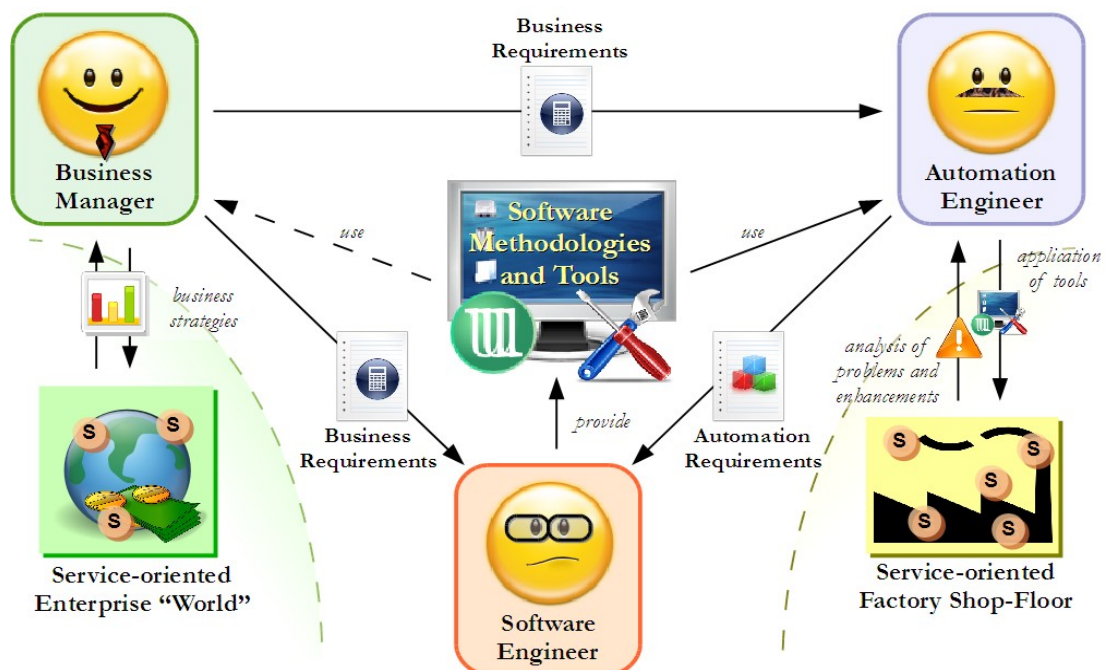 Business
Requirements
Business
Manager
Automation
Engineer
Software
Methodologies
and Tools
use
use
business
strategies
application
of tools
analysis of
problems and
enhancements
provide
Business
Requirements
Automation
Requirements
S
S
S
S
S
S
S
S
Service-oriented
Enterprise “World”
Software
Engineer
Service-oriented
Factory Shop-Floor